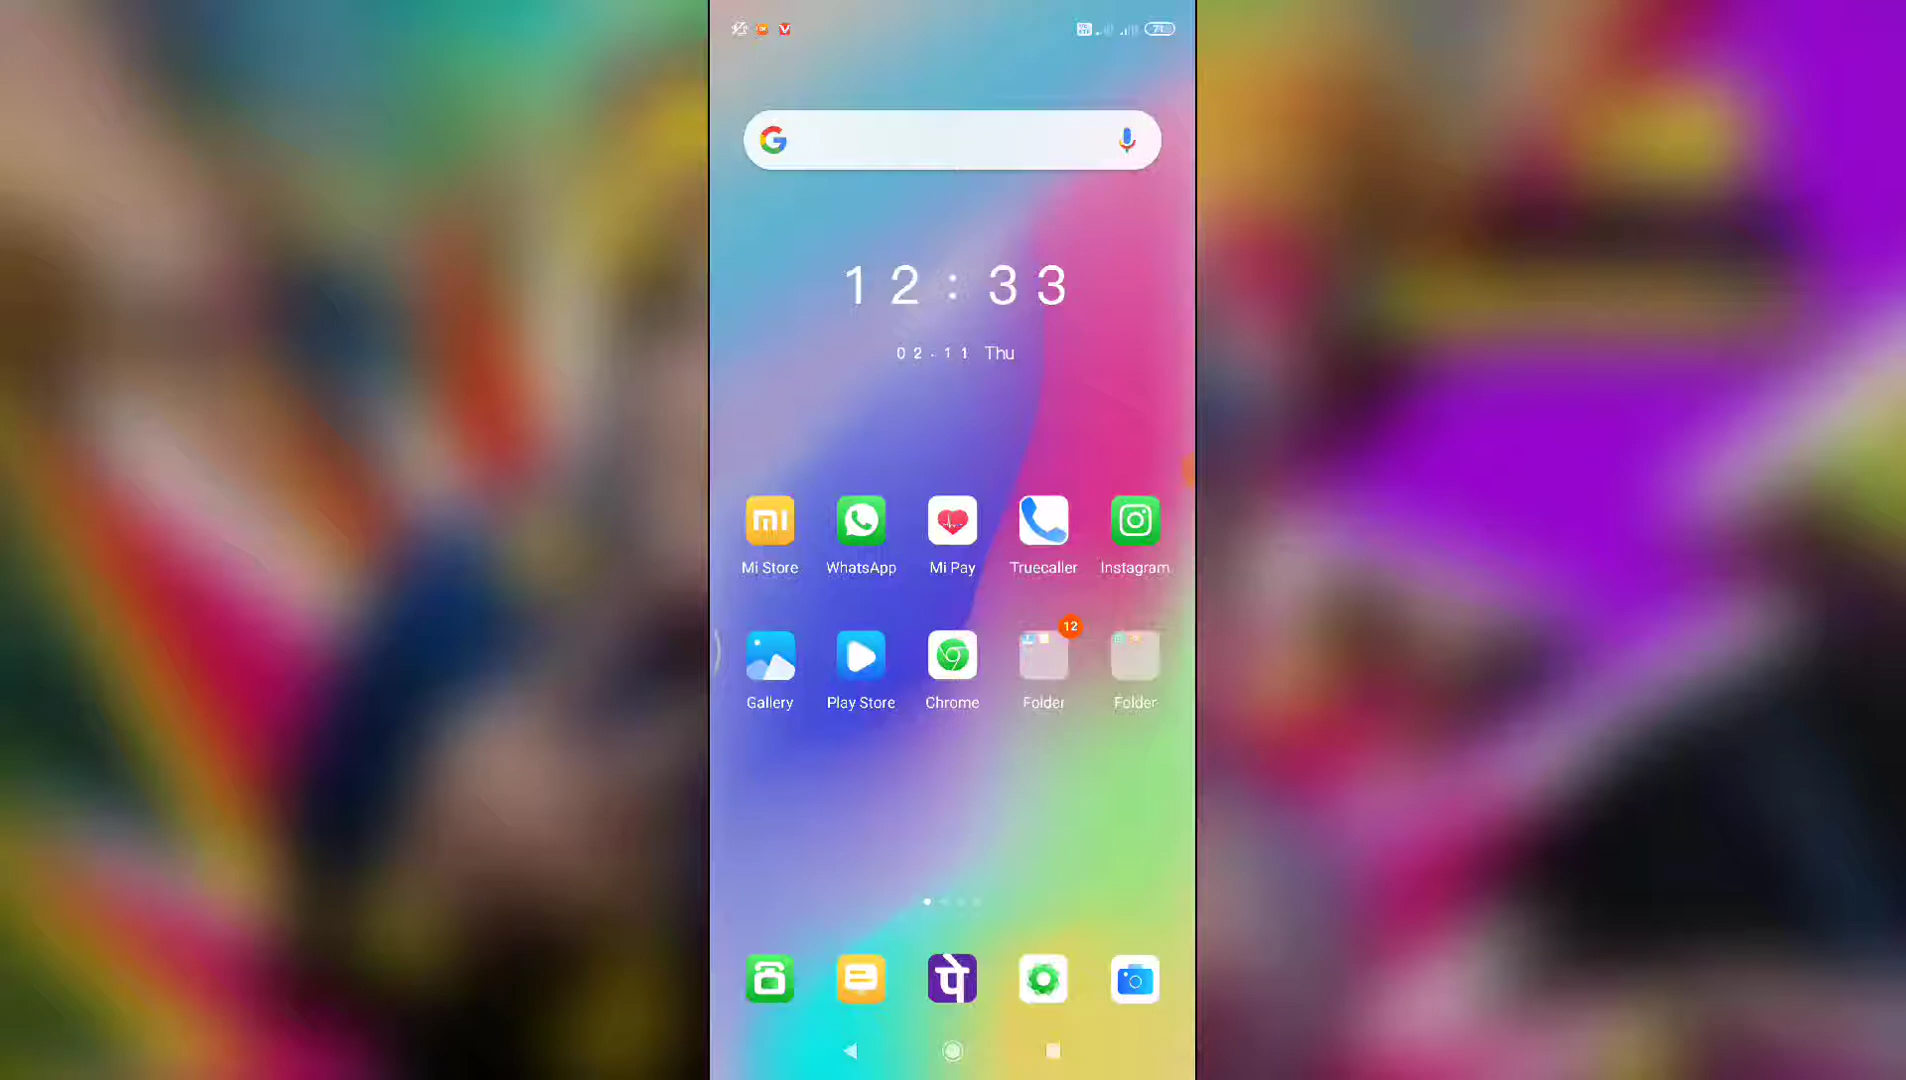 12:33
02.11 Thu
Mi Store WhatsApp Mi Pay Truecaller Instagram
12
Gallery Play Store Chrome Folder Folder
पे